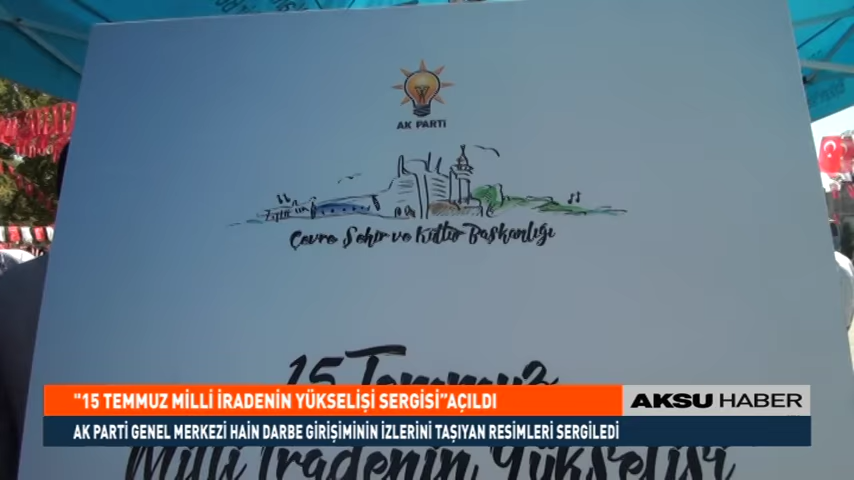 AK PARTİ
Çevre Şehir ve Kültür Başkanlığı
15 Temmuz
"15 TEMMUZ MİLLİ İRADENİN YÜKSELİŞİ SERGİSİ”AÇILDI
AKSU HABER
AK PARTİ GENEL MERKEZİ HAİN DARBE GİRİŞİMİNİN İZLERİNİ TAŞIYAN RESİMLERİ SERGİLEDİ
Milli İradenin Yükselişi